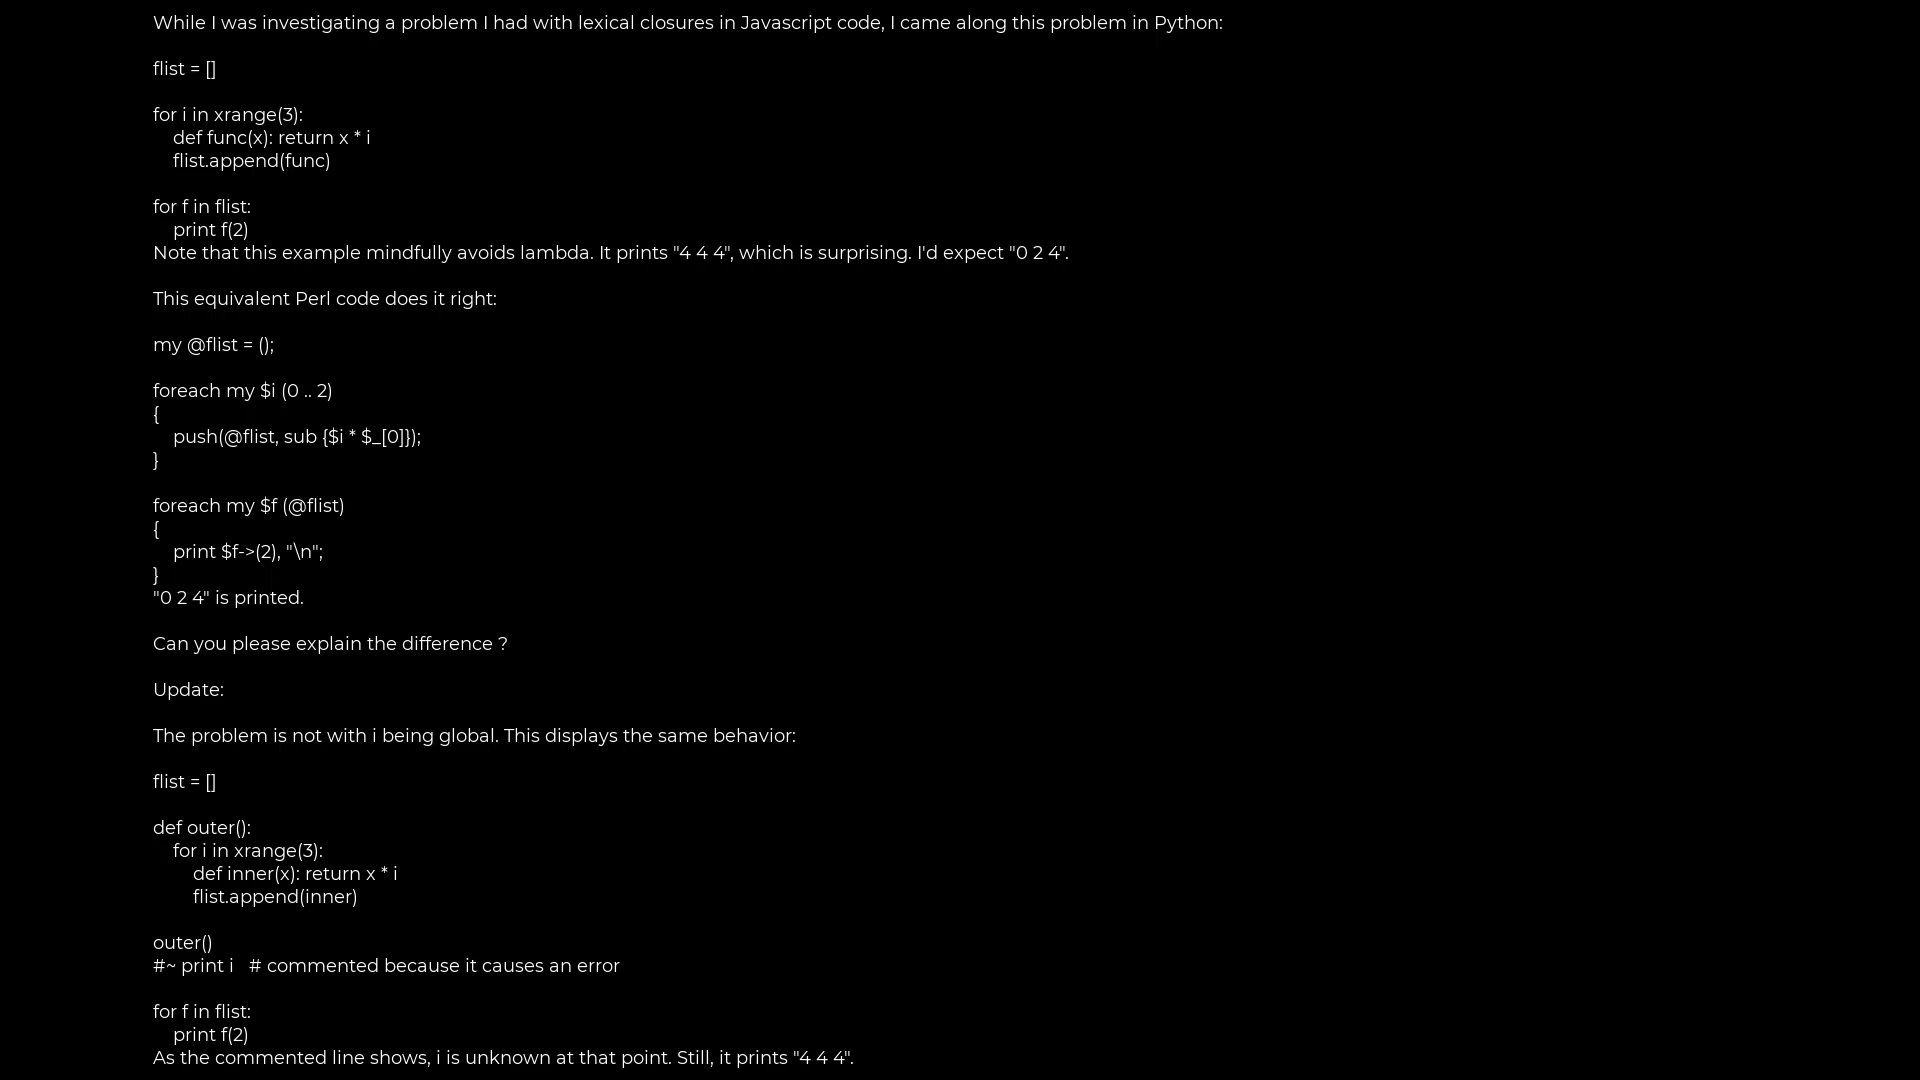 While I was investigating a problem I had with lexical closures in Javascript code, I came along this problem in Python:

flist = []

for i in xrange(3):
    def func(x): return x * i
    flist.append(func)

for f in flist:
    print f(2)
Note that this example mindfully avoids lambda. It prints "4 4 4", which is surprising. I'd expect "0 2 4".

This equivalent Perl code does it right:

my @flist = ();

foreach my $i (0 .. 2)
{
    push(@flist, sub {$i * $_[0]});
}

foreach my $f (@flist)
{
    print $f->(2), "\n";
}
"0 2 4" is printed.

Can you please explain the difference ?

Update:

The problem is not with i being global. This displays the same behavior:

flist = []

def outer():
    for i in xrange(3):
        def inner(x): return x * i
        flist.append(inner)

outer()
#~ print i   # commented because it causes an error

for f in flist:
    print f(2)
As the commented line shows, i is unknown at that point. Still, it prints "4 4 4".